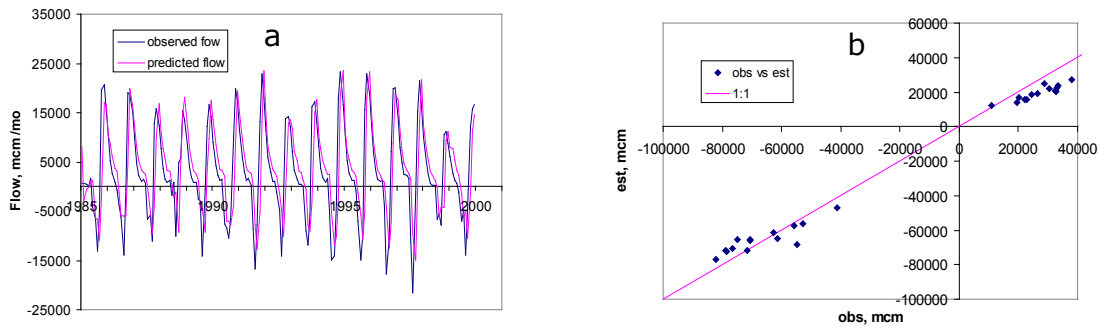 35000
25000
15000
5000
-5000
-15000
-25000
Flow, mcm/mo
observed fow
predicted flow
a
1985
1990
1995
2000
60000
40000
20000
0
-20000
-40000
-60000
-80000
-100000
est, mcm
b
obs vs est
1:1
-100000 -80000 -60000 -40000 -20000 0 20000 40000
obs, mcm